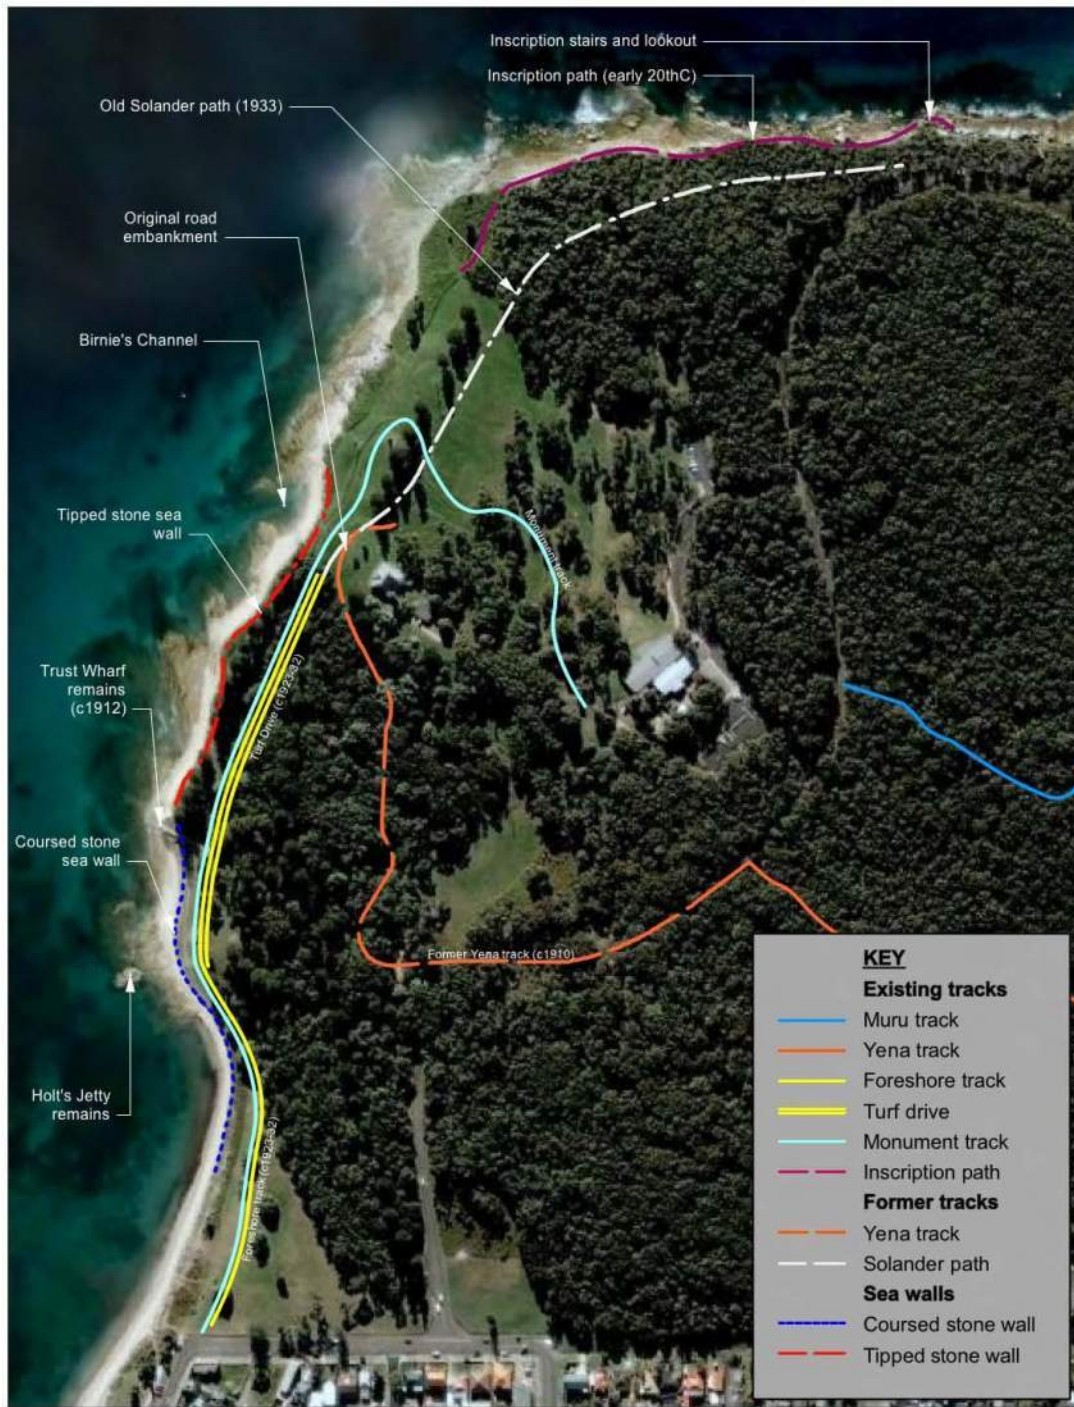 Inscription stairs and lookout
Inscription path (early 20thC)
Old Solander path (1933)
Original road
embankment
Birnie's Channel
Tipped stone sea
wall
Monument track
Trust Wharf
remains
(c1912)
Turf Drive (c1923-32)
Coursed stone
sea wall
Former Yena track (c1910)
Holt's Jetty
remains
Foreshore track (c1923-32)
KEY
Existing tracks
Muru track
Yena track
Foreshore track
Turf drive
Monument track
Inscription path
Former tracks
Yena track
Solander path
Sea walls
Coursed stone wall
Tipped stone wall